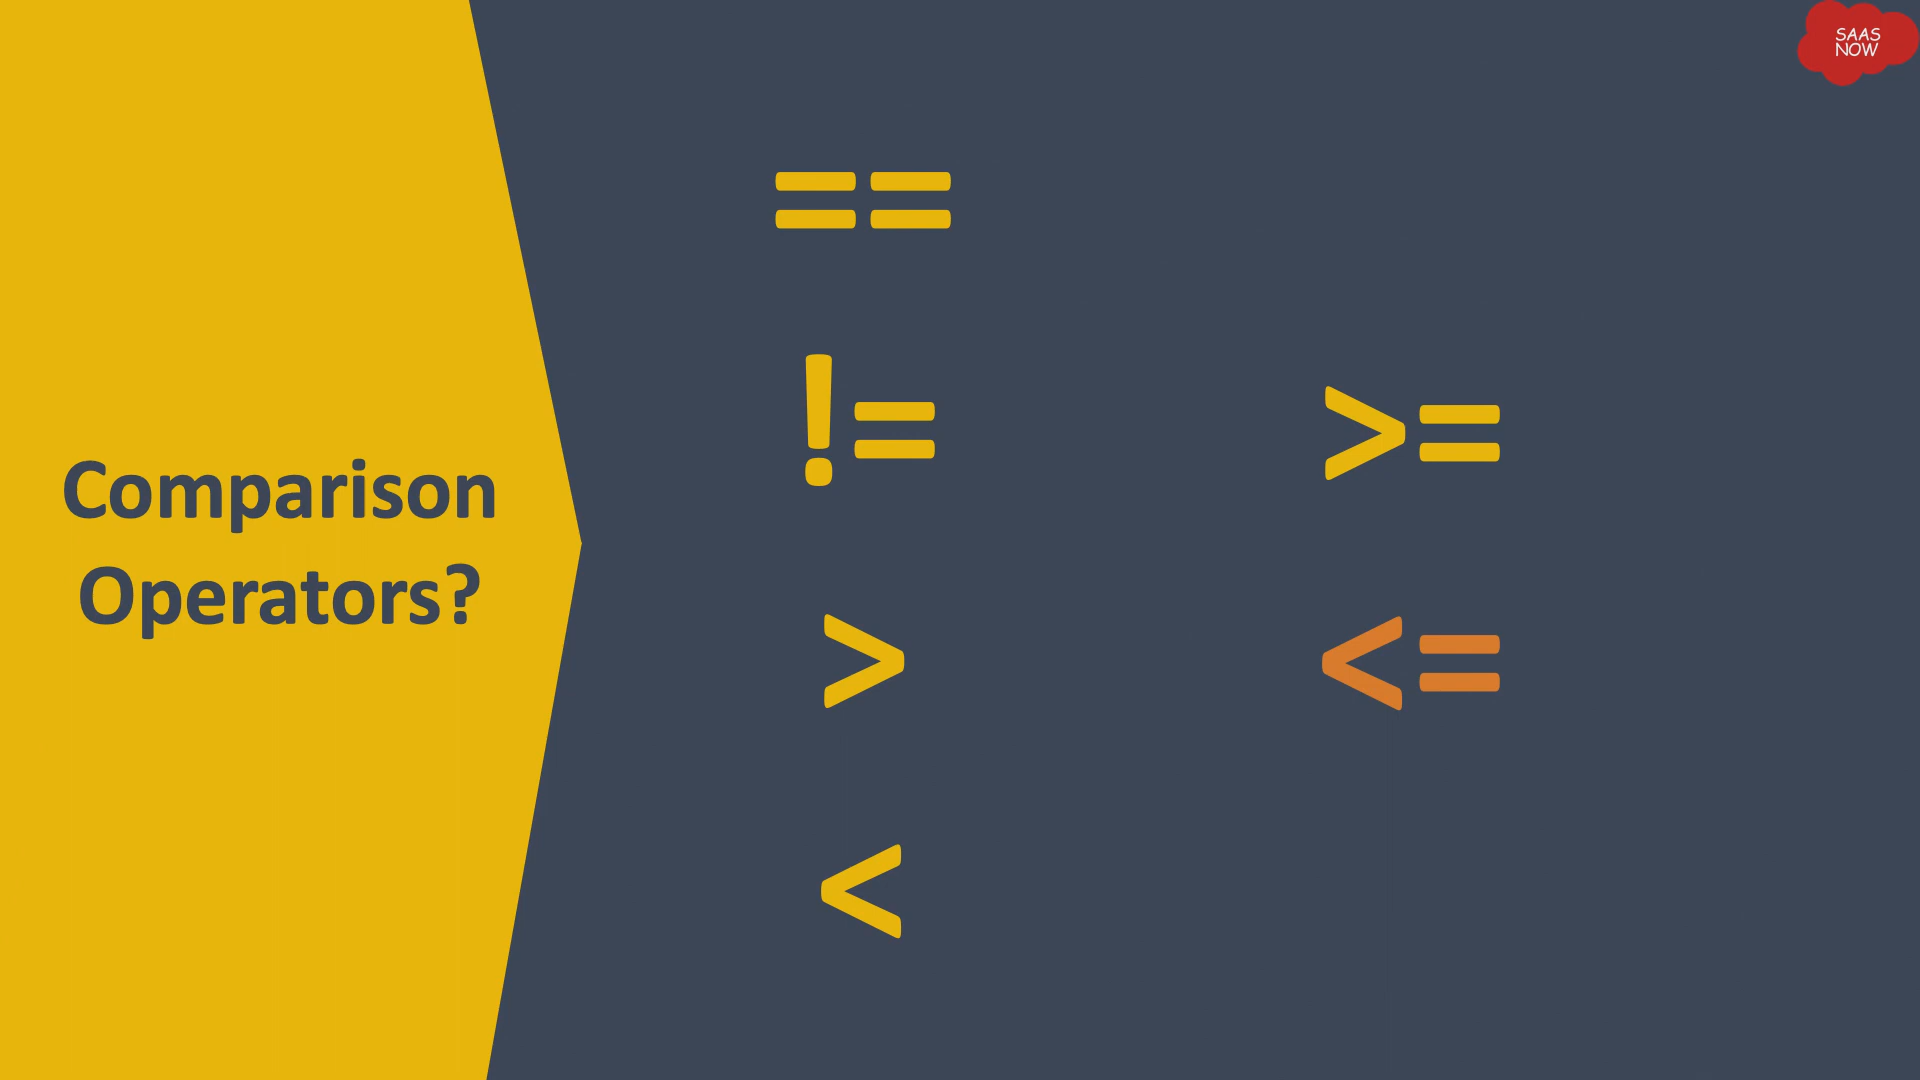 Comparison
Operators?
==
!=
>
<
>=
<=
SAAS
NOW